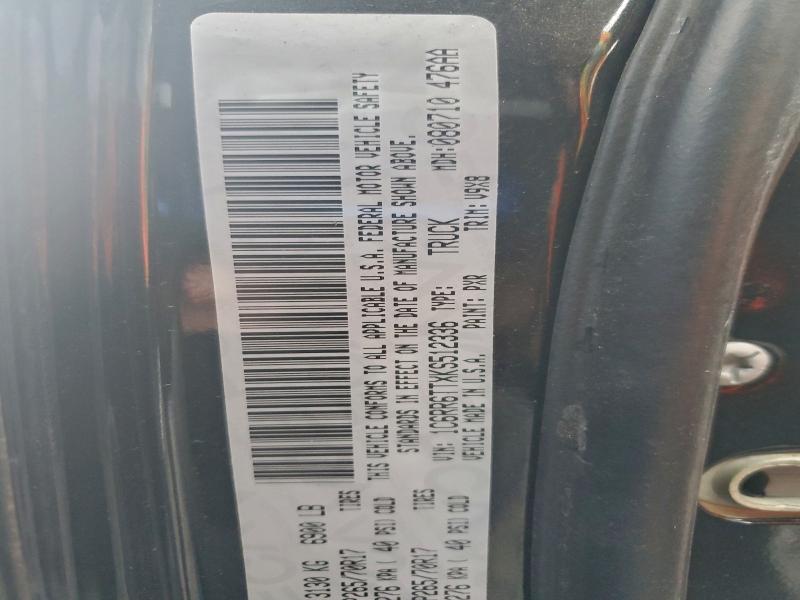 3130 KG 6900 LB
TIRES
P265/70R17
276 KPA ( 40 PSI) COLD
TIRES
P265/70R17
276 KPA ( 40 PSI) COLD
THIS VEHICLE CONFORMS TO ALL APPLICABLE U.S.A. FEDERAL MOTOR VEHICLE SAFETY
STANDARDS IN EFFECT ON THE DATE OF MANUFACTURE SHOWN ABOVE.
VIN: 1C6RR6TTXKS512336 TYPE: TRUCK MDH:080710 476AA
VEHICLE MADE IN U.S.A. PAINT: PXR TRIM: V9X8